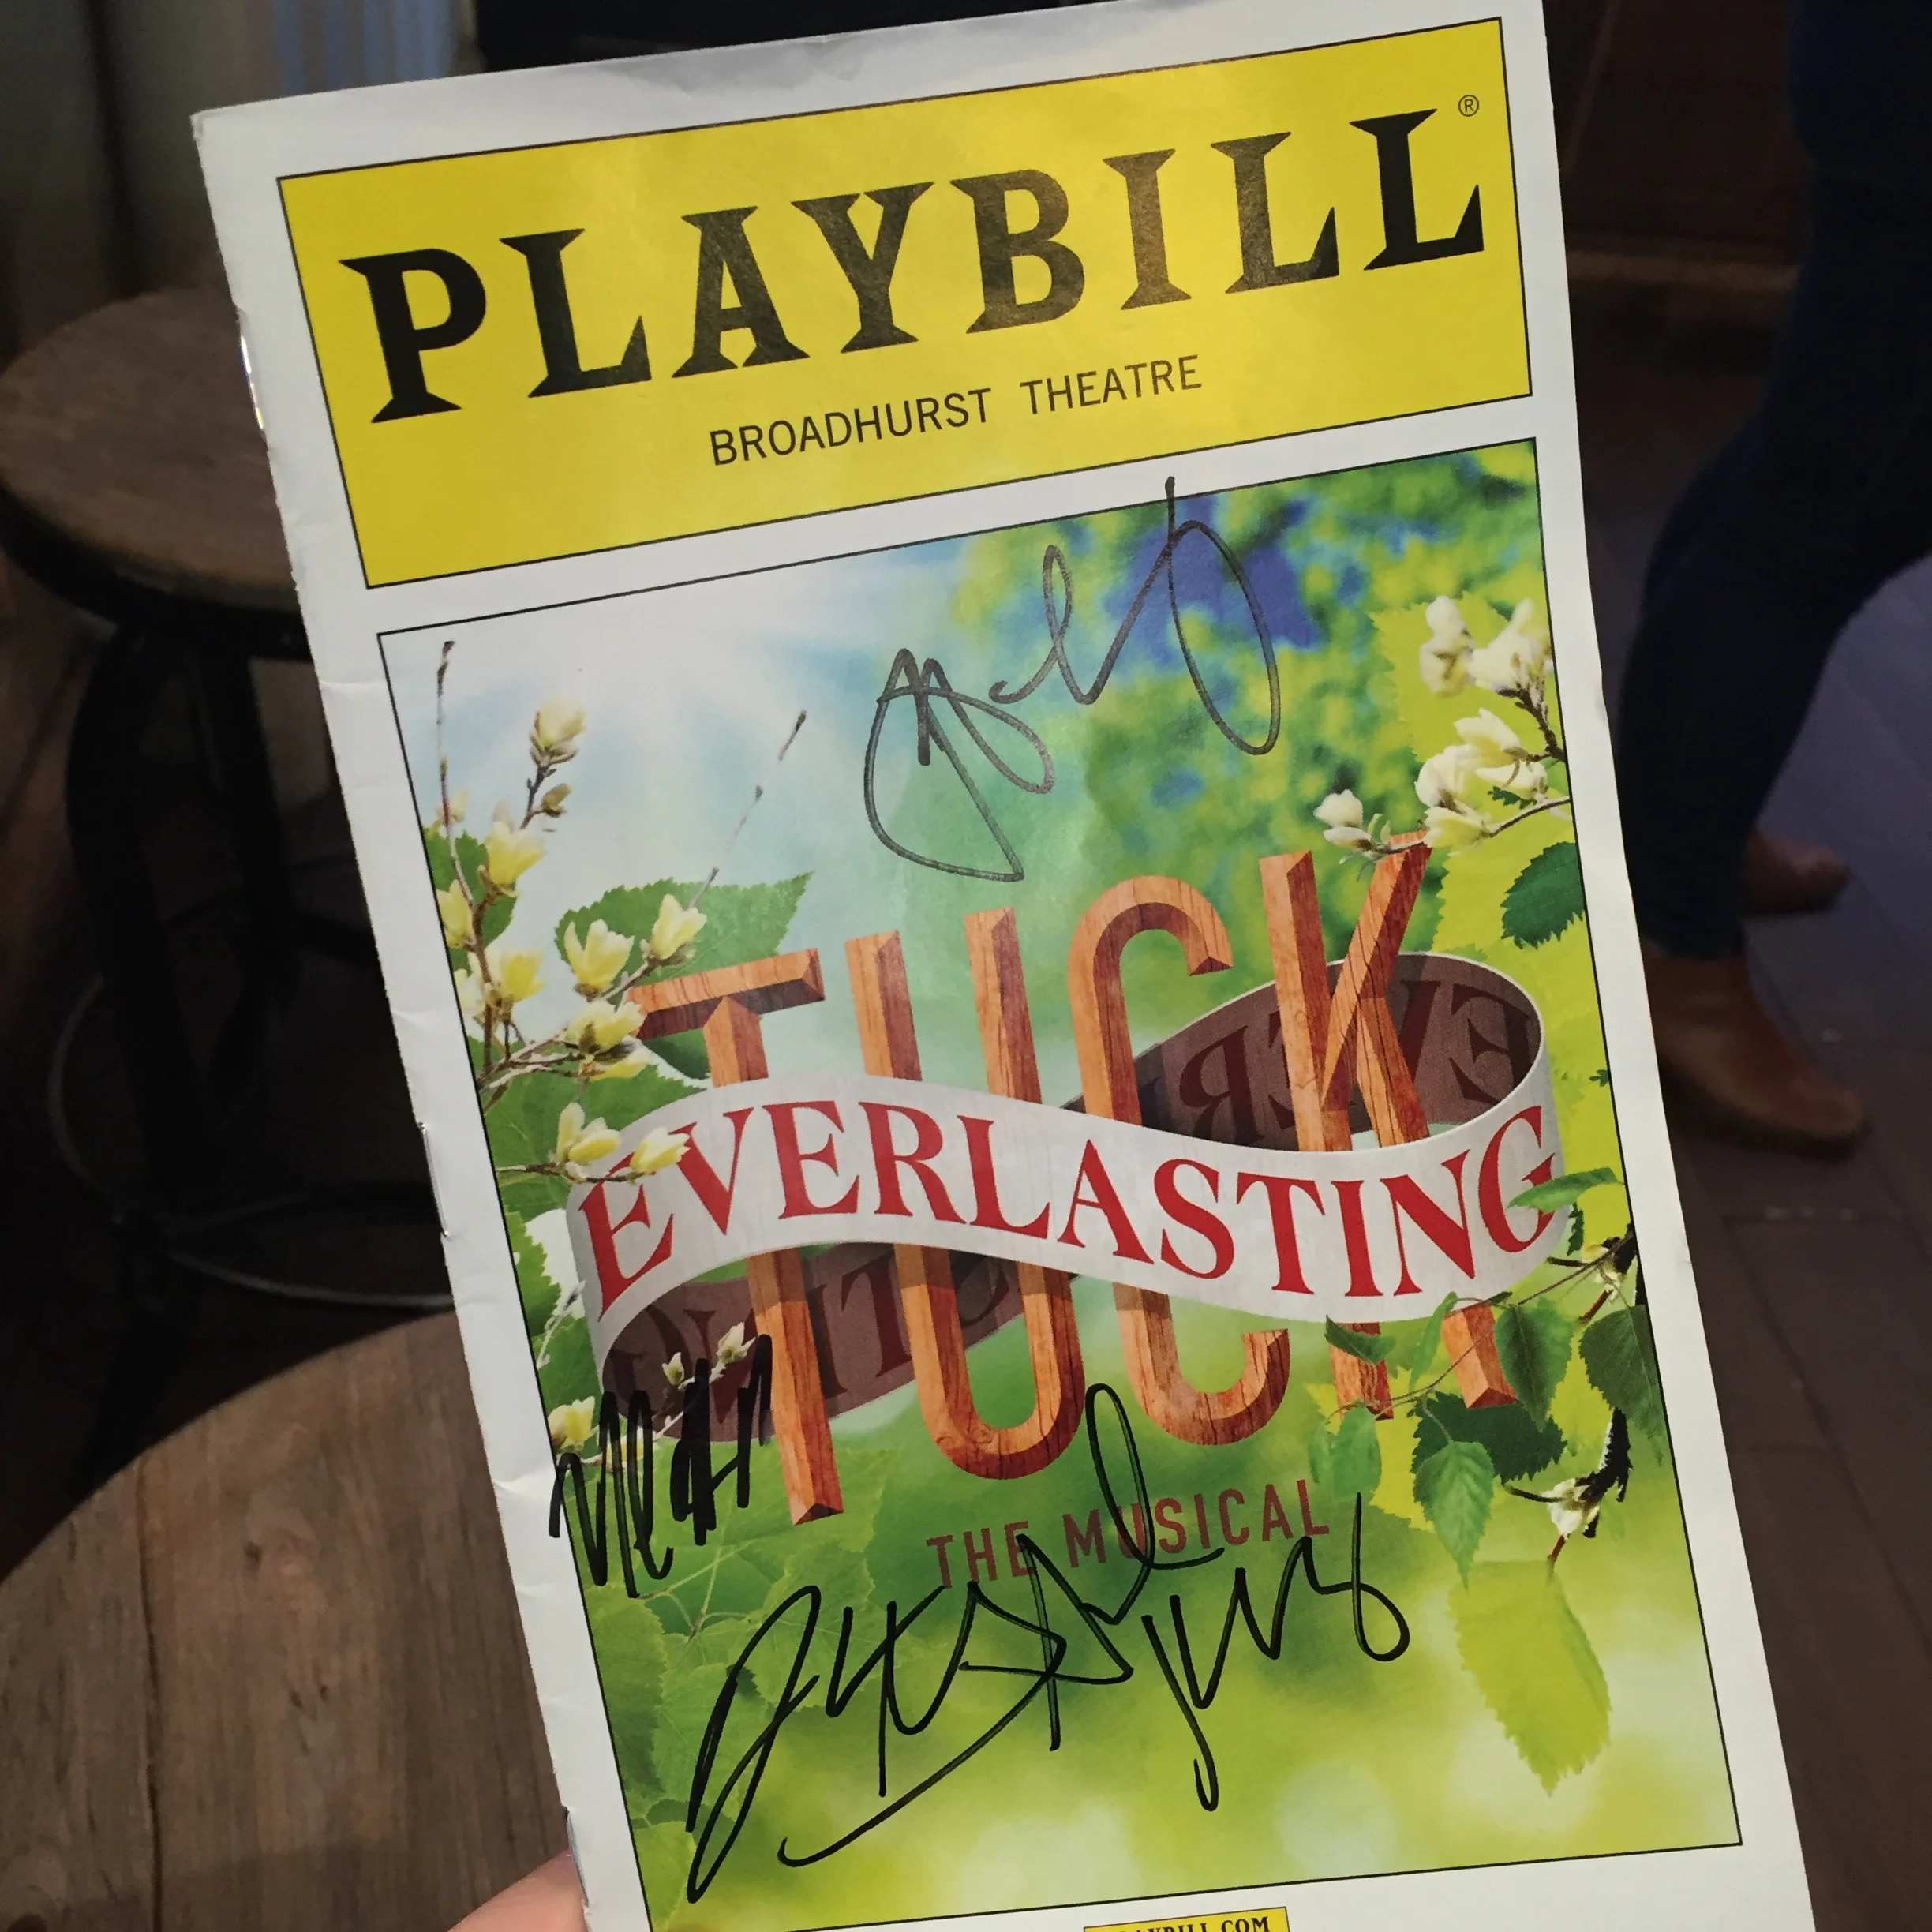 PLAYBILL®
BROADHURST THEATRE
TUCK
EVERLASTING
THE MUSICAL
PLAYBILL.COM